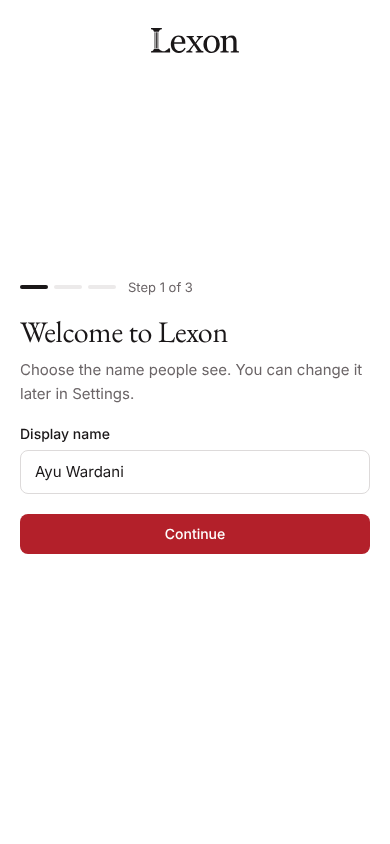 Lexon
Step 1 of 3
Welcome to Lexon
Choose the name people see. You can change it
later in Settings.
Display name
Ayu Wardani
Continue